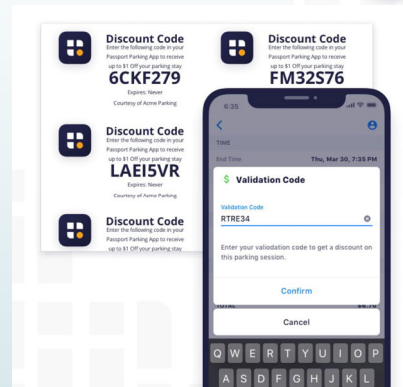 Discount Code
Enter the following code in your
Passport Parking App to receive
up to $1 Off your parking stay
6CKF279
Expires: Never
Courtesy of Acme Parking
Discount Code
Enter the following code in your
Passport Parking App to receive
up to $1 Off your parking stay
FM32S76
Discount Code
Enter the following code in your
Passport Parking App to receive
up to $1 Off your parking stay
LAEI5VR
Expires: Never
Courtesy of Acme Parking
Discount Code
Enter the following code in your
Passport Parking App to receive
up to $1 Off your parking stay
6:35
TIME
End Time Thu, Mar 30, 7:35 PM
$ Validation Code
Validation Code
RTRE34
Enter your valiodation code to get a discount on
this parking session.
Confirm
TOTAL
Cancel
Q W E R T Y U I O P
A S D F G H J K L